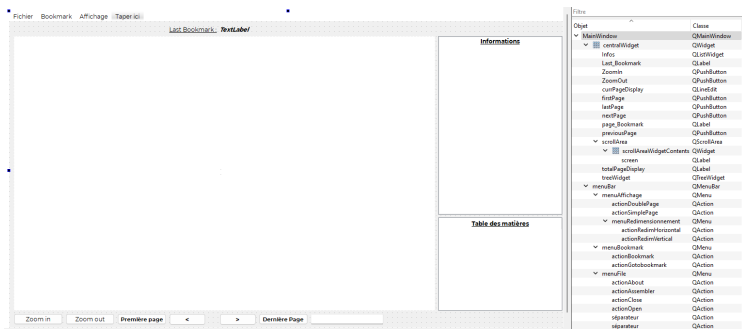 Fichier Bookmark Affichage Taper ici
Last Bookmark : TextLabel
Informations
Table des matières
Zoom in Zoom out Première page < > Dernière Page
Filtre
Objet Classe
MainWindow QMainWindow
centralWidget QWidget
Infos QListWidget
Last_Bookmark QLabel
ZoomIn QPushButton
ZoomOut QPushButton
currPageDisplay QLineEdit
firstPage QPushButton
lastPage QPushButton
nextPage QPushButton
page_Bookmark QLabel
previousPage QPushButton
scrollArea QScrollArea
scrollAreaWidgetContents QWidget
screen QLabel
totalPageDisplay QLabel
treeWidget QTreeWidget
menuBar QMenuBar
menuAffichage QMenu
actionDoublePage QAction
actionSimplePage QAction
menuRedimensionnement QMenu
actionRedimHorizontal QAction
actionRedimVertical QAction
menuBookmark QMenu
actionBookmark QAction
actionGotobookmark QAction
menuFile QMenu
actionAbout QAction
actionAssembler QAction
actionClose QAction
actionOpen QAction
séparateur QAction
séparateur QAction